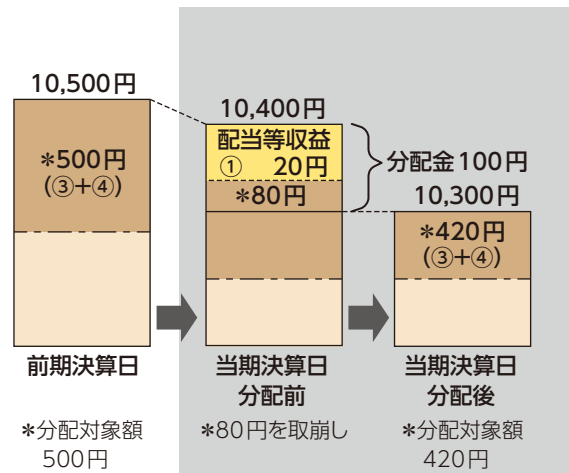 10,500円
*500円
(③+④)
前期決算日
*分配対象額
500円
10,400円
配当等収益
① 20円
*80円
分配金100円
当期決算日
分配前
*80円を取崩し
10,300円
*420円
(③+④)
当期決算日
分配後
*分配対象額
420円